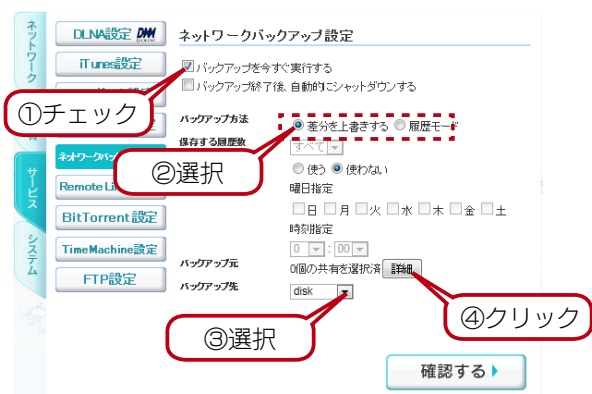 ネットワーク
サービス
システム
DLNA設定
iTunes設定
RemoteLi
BitTorrent設定
TimeMachine設定
FTP設定
ネットワークバックアップ設定
バックアップを今すぐ実行する
バックアップ終了後、自動的にシャットダウンする
①チェック
バックアップ方法
差分を上書きする 履歴モード
保存する履歴数
すべて
②選択
使う 使わない
曜日指定
日 月 火 水 木 金 土
時刻指定
0 : 00
バックアップ元
0個の共有を選択済 詳細
バックアップ先
disk
③選択
④クリック
確認する